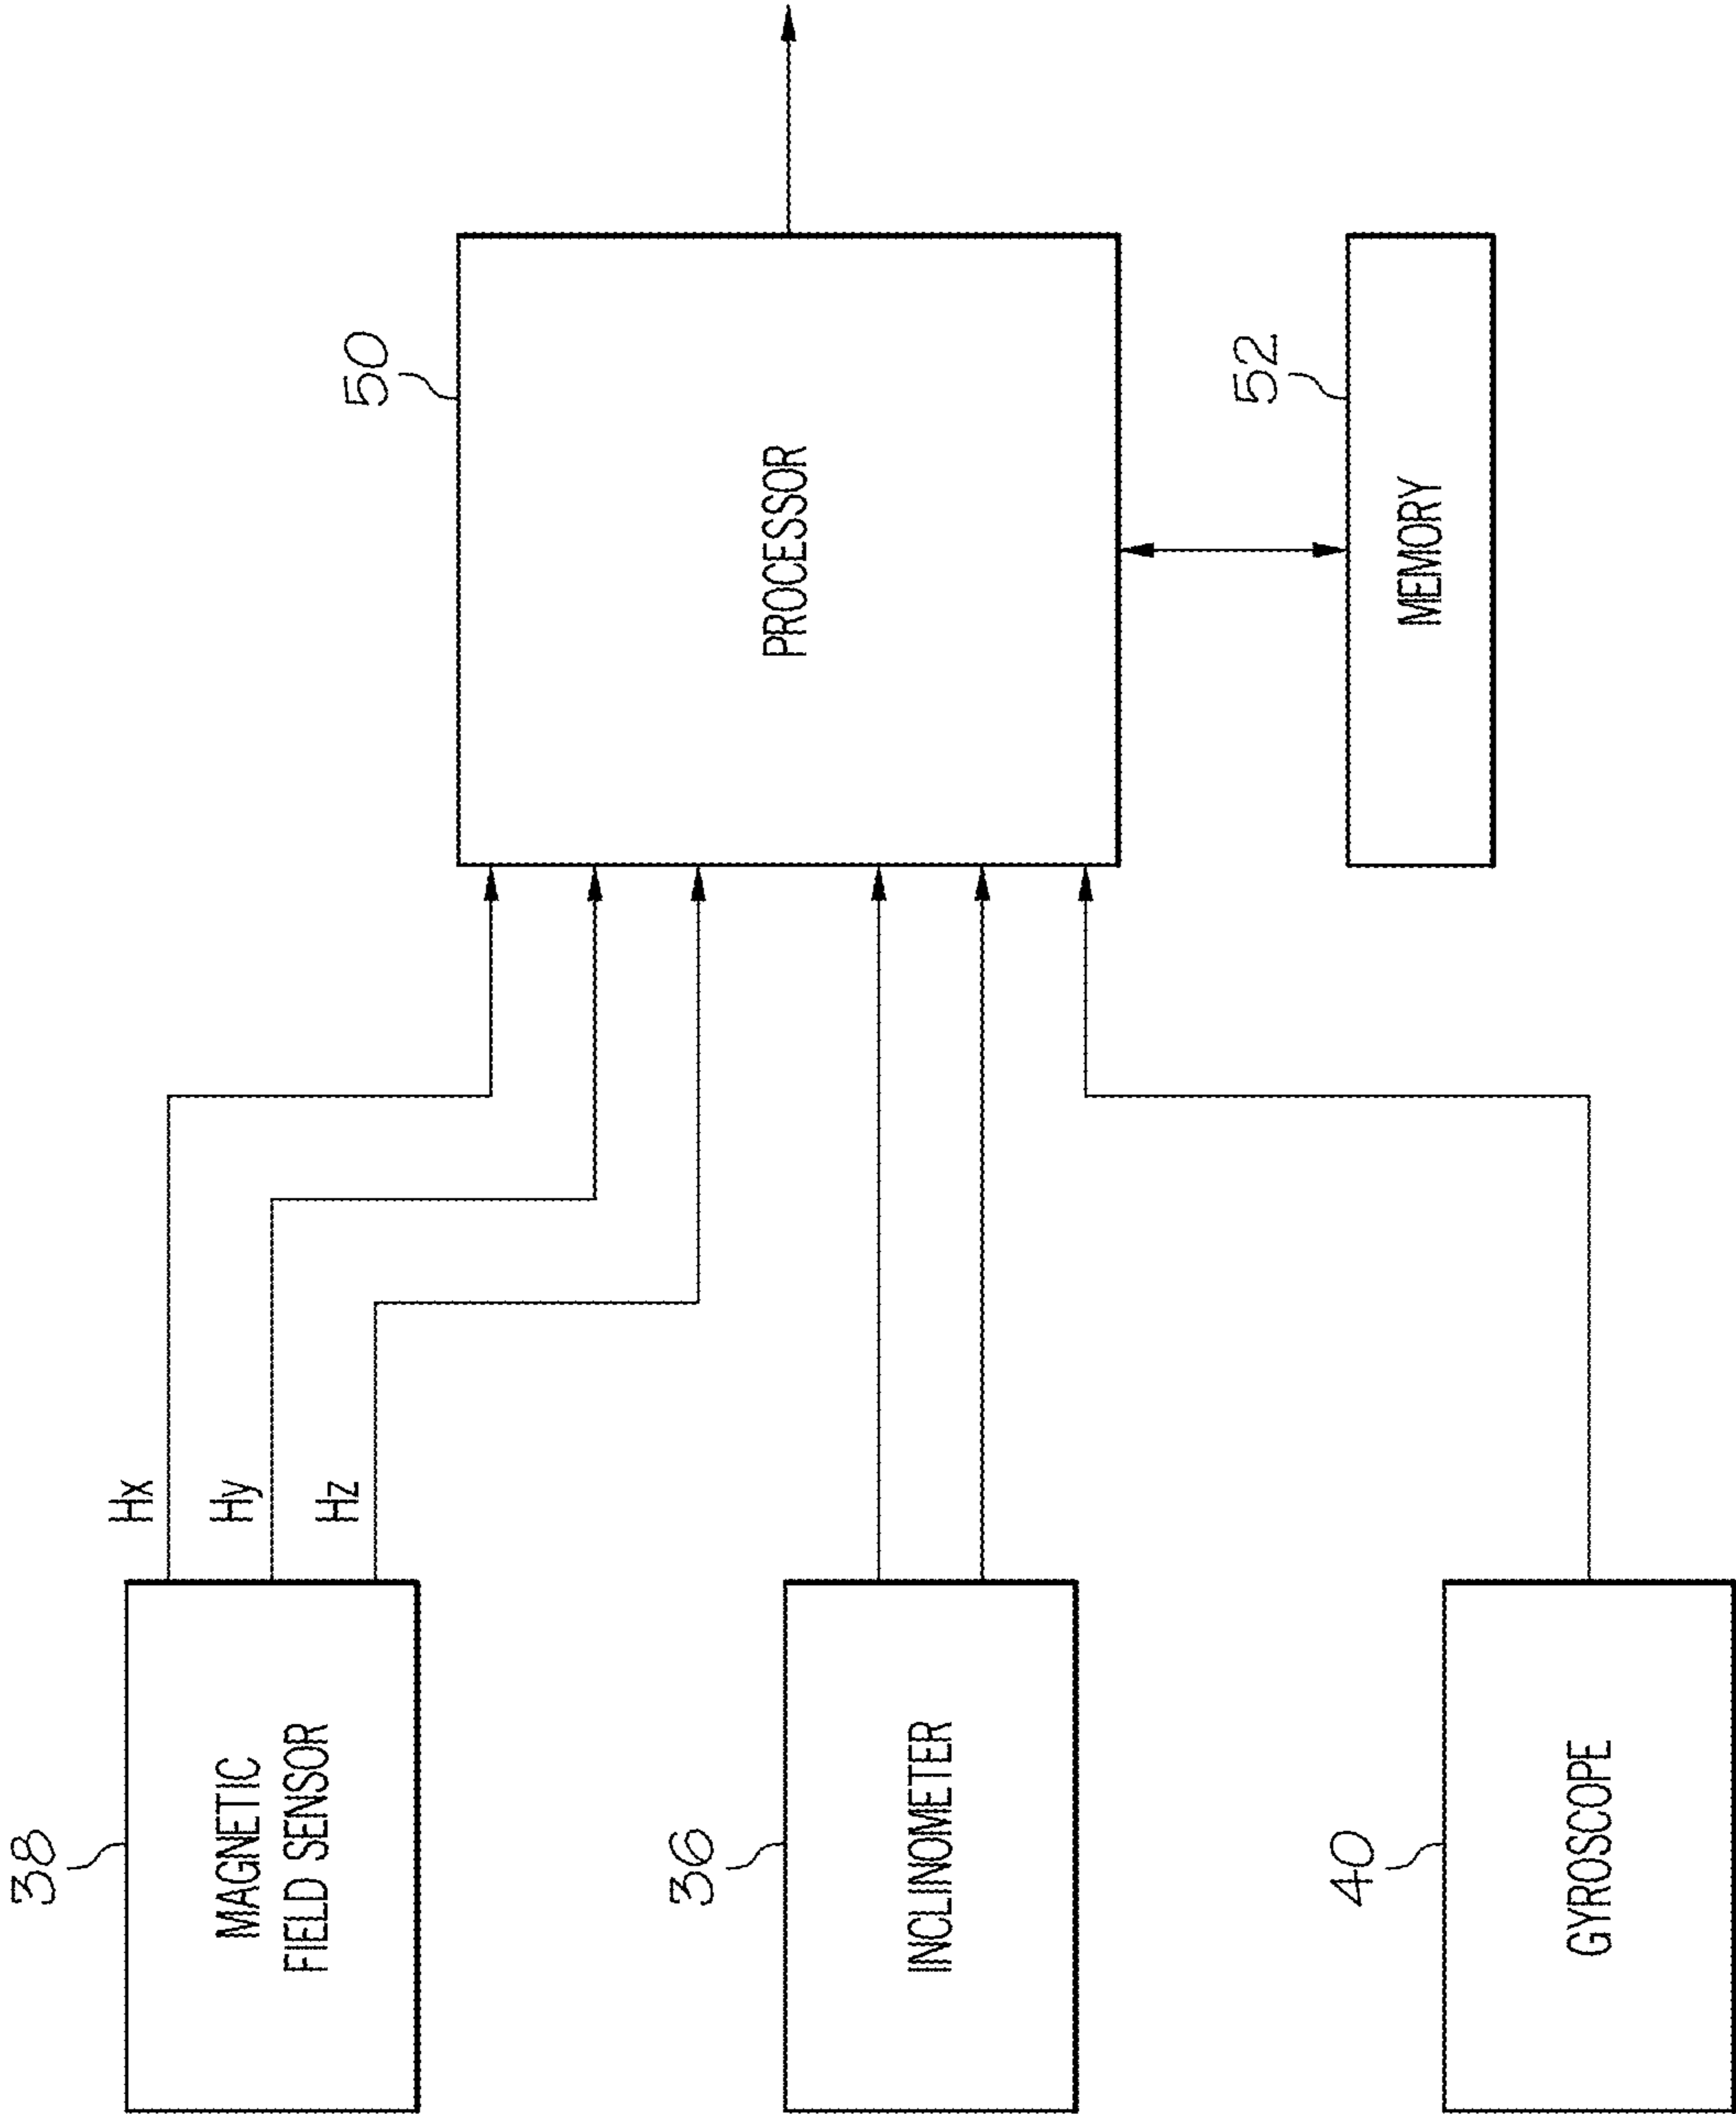 38
MAGNETIC
FIELD SENSOR
Hx
Hy
Hz
50
PROCESSOR
36
INCLINOMETER
52
MEMORY
40
GYROSCOPE